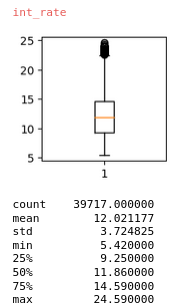 int_rate
25
20
15
10
5
1
count 39717.000000
mean 12.021177
std 3.724825
min 5.420000
25% 9.250000
50% 11.860000
75% 14.590000
max 24.590000